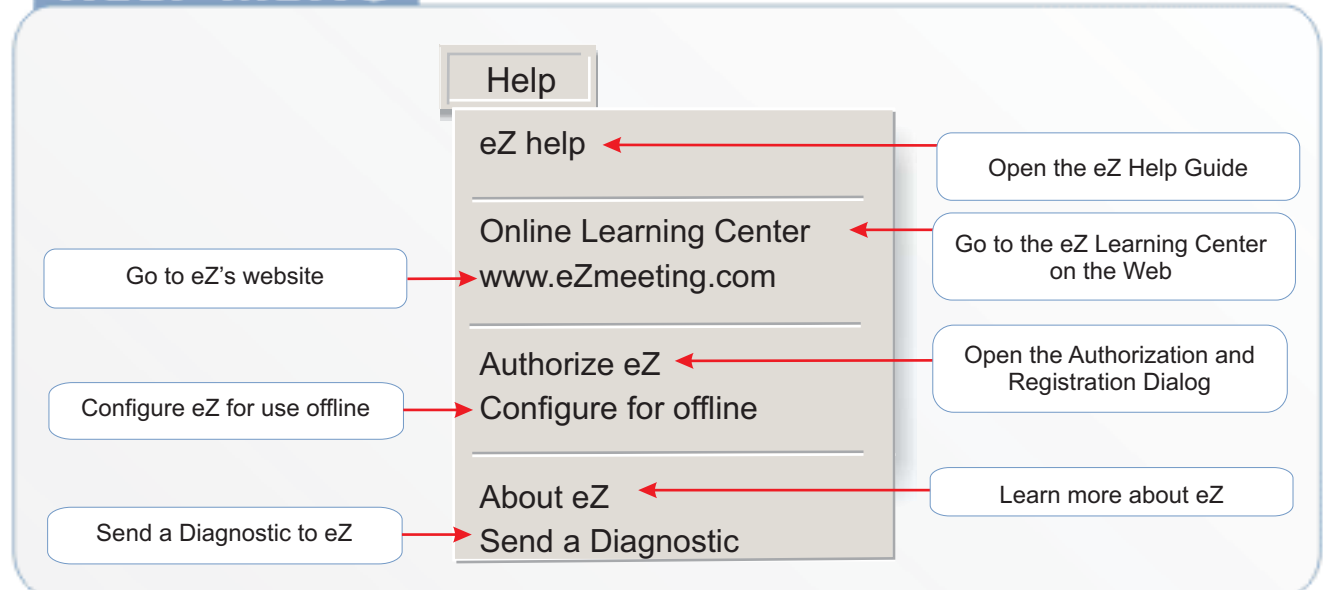 Help
eZ help
Open the eZ Help Guide
Online Learning Center
Go to the eZ Learning Center
on the Web
Go to eZ’s website
www.eZmeeting.com
Authorize eZ
Open the Authorization and
Registration Dialog
Configure eZ for use offline
Configure for offline
About eZ
Learn more about eZ
Send a Diagnostic to eZ
Send a Diagnostic